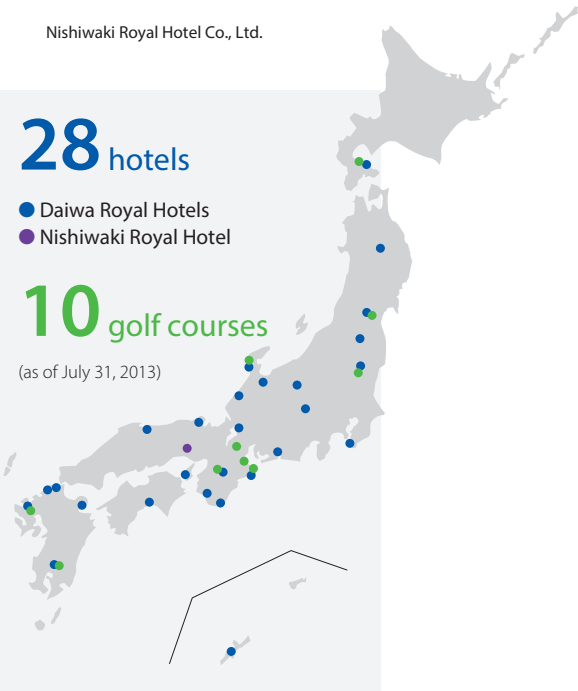 Nishiwaki Royal Hotel Co., Ltd.
28 hotels
Daiwa Royal Hotels
Nishiwaki Royal Hotel
10 golf courses
(as of July 31, 2013)